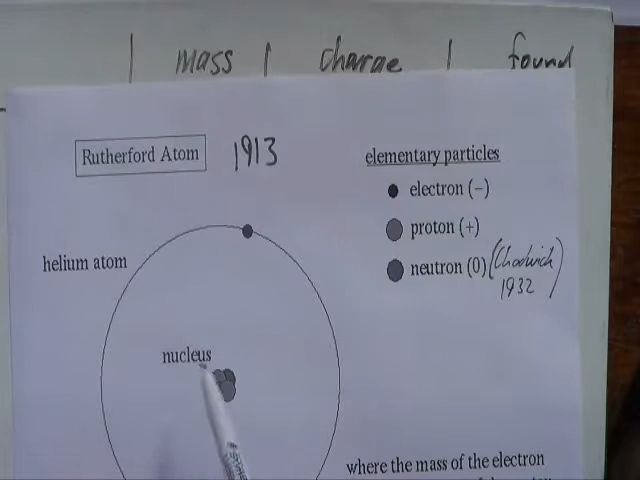 mass | charge | found
Rutherford Atom 1913
elementary particles
electron (−)
proton (+)
neutron (0) (Chadwick
1932)
helium atom
nucleus
where the mass of the electron